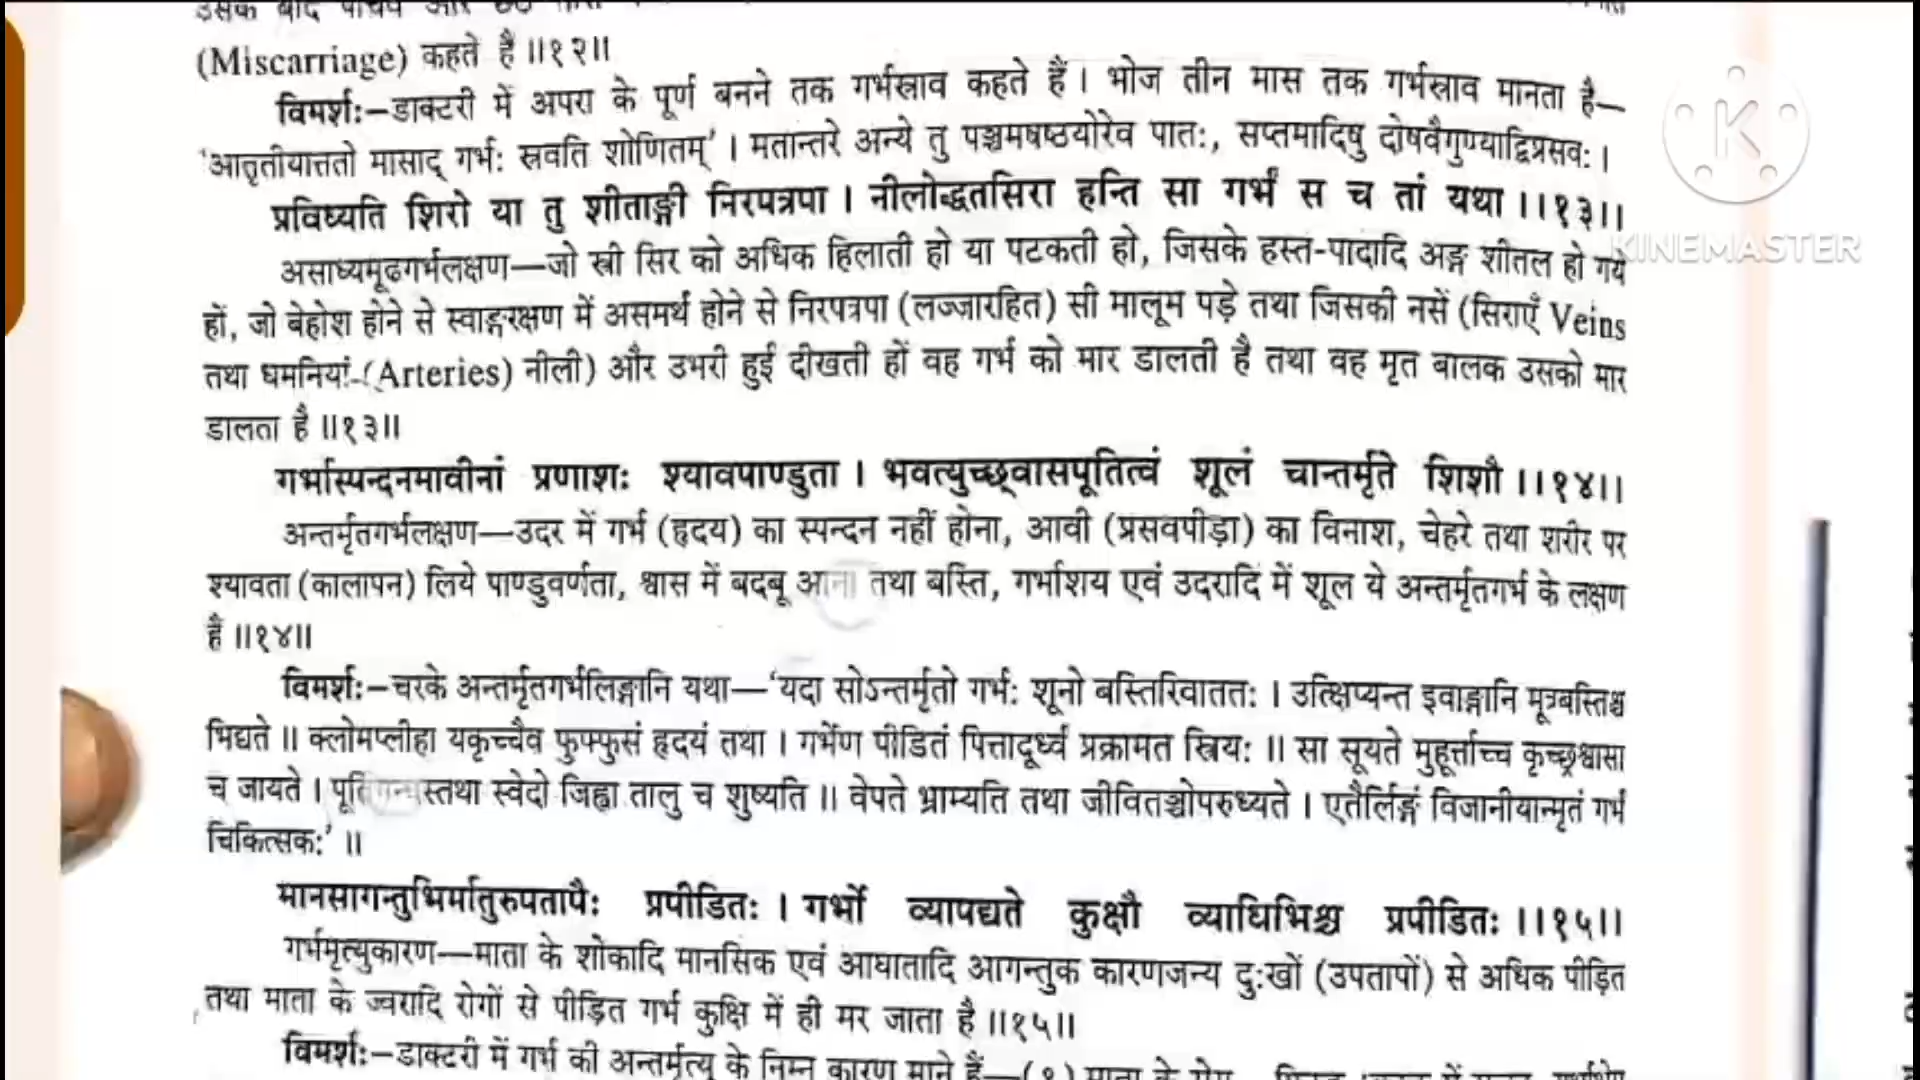 (Miscarriage) कहते हैं ॥१२॥
विमर्शः–डाक्टरी में अपरा के पूर्ण बनने तक गर्भस्राव कहते हैं। भोज तीन मास तक गर्भस्राव मानता है—
KINEMASTER
'आतृतीयात्ततो मासाद् गर्भः स्रवति शोणितम्'। मतान्तरे अन्ये तु पञ्चमषष्ठयोरेव पातः, सप्तमादिषु दोषवैगुण्याद्विप्रसवः।
प्रविध्यति शिरो या तु शीताङ्गी निरपत्रपा। नीलोद्धतसिरा हन्ति सा गर्भं स च तां यथा ।।१३।।
असाध्यमूढगर्भलक्षण—जो स्त्री सिर को अधिक हिलाती हो या पटकती हो, जिसके हस्त-पादादि अङ्ग शीतल हो गये
हों, जो बेहोश होने से स्वाङ्गरक्षण में असमर्थ होने से निरपत्रपा (लज्जारहित) सी मालूम पड़े तथा जिसकी नसें (सिराएँ Veins
तथा धमनियां-(Arteries) नीली) और उभरी हुई दीखती हों वह गर्भ को मार डालती है तथा वह मृत बालक उसको मार
डालता है ॥१३॥
गर्भास्पन्दनमावीनां प्रणाशः श्यावपाण्डुता। भवत्युच्छ्वासपूतित्वं शूलं चान्तर्मृते शिशौ ।।१४।।
अन्तर्मृतगर्भलक्षण—उदर में गर्भ (हृदय) का स्पन्दन नहीं होना, आवी (प्रसवपीड़ा) का विनाश, चेहरे तथा शरीर पर
श्यावता (कालापन) लिये पाण्डुवर्णता, श्वास में बदबू आना तथा बस्ति, गर्भाशय एवं उदरादि में शूल ये अन्तर्मृतगर्भ के लक्षण
हैं ॥१४॥
विमर्शः–चरके अन्तर्मृतगर्भलिङ्गानि यथा—'यदा सोऽन्तर्मृतो गर्भः शूनो बस्तिरिवाततः। उत्क्षिप्यन्त इवाङ्गानि मूत्रबस्तिश्च
भिद्यते ॥ क्लोमप्लीहा यकृच्चैव फुफ्फुसं हृदयं तथा। गर्भेण पीडितं पित्तादूर्ध्वं प्रक्रामत स्त्रियः ॥ सा सूयते मुहूर्त्ताच्च कृच्छ्रश्वासा
च जायते। पूतिगन्धस्तथा स्वेदो जिह्वा तालु च शुष्यति ॥ वेपते भ्राम्यति तथा जीवितञ्चोपरुध्यते। एतैर्लिङ्गं विजानीयान्मृतं गर्भं
चिकित्सकः' ॥
मानसागन्तुभिर्मातुरुपतापैः प्रपीडितः। गर्भो व्यापद्यते कुक्षौ व्याधिभिश्च प्रपीडितः ।।१५।।
गर्भमृत्युकारण—माता के शोकादि मानसिक एवं आघातादि आगन्तुक कारणजन्य दुःखों (उपतापों) से अधिक पीड़ित
तथा माता के ज्वरादि रोगों से पीड़ित गर्भ कुक्षि में ही मर जाता है ॥१५॥
विमर्शः–डाक्टरी में गर्भ की अन्तर्मृत्यु के निम्न कारण माने हैं—(१) माता के रोग